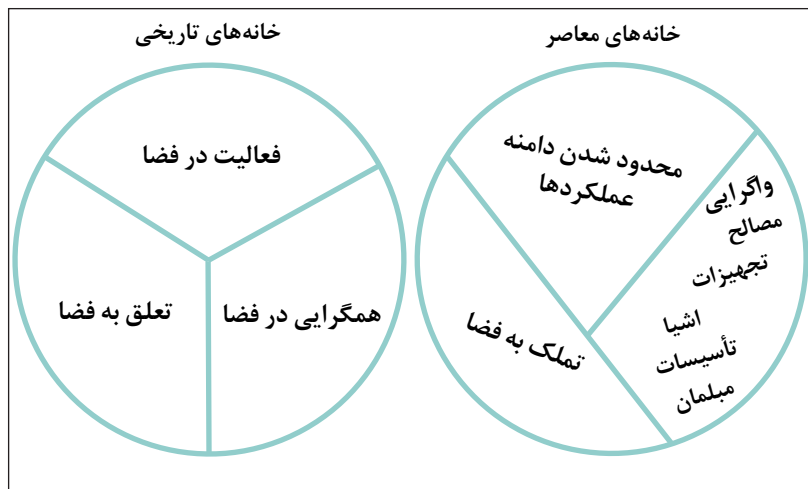 خانه‌های معاصر
محدود شدن دامنه
عملکردها
واگرایی
مصالح
تجهیزات
اشیا
تأسیسات
مبلمان
تملک به فضا
خانه‌های تاریخی
فعالیت در فضا
همگرایی در فضا
تعلق به فضا